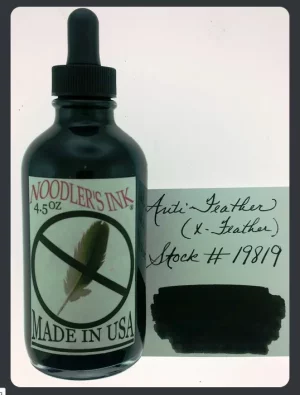 NOODLER'S INK
4.5oz
MADE IN USA
Anti-Feather
(X-Feather)
Stock # 19819